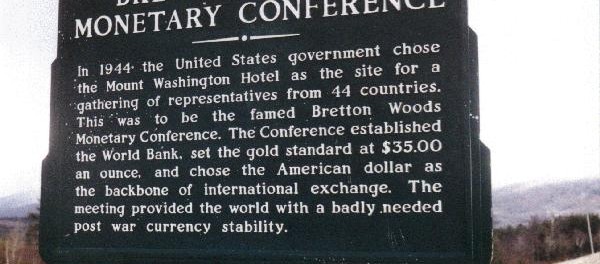 MONETARY CONFERENCE
In 1944 the United States government chose
the Mount Washington Hotel as the site for a
gathering of representatives from 44 countries.
This was to be the famed Bretton Woods
Monetary Conference. The Conference established
the World Bank, set the gold standard at $35.00
an ounce, and chose the American dollar as
the backbone of international exchange. The
meeting provided the world with a badly needed
post war currency stability.